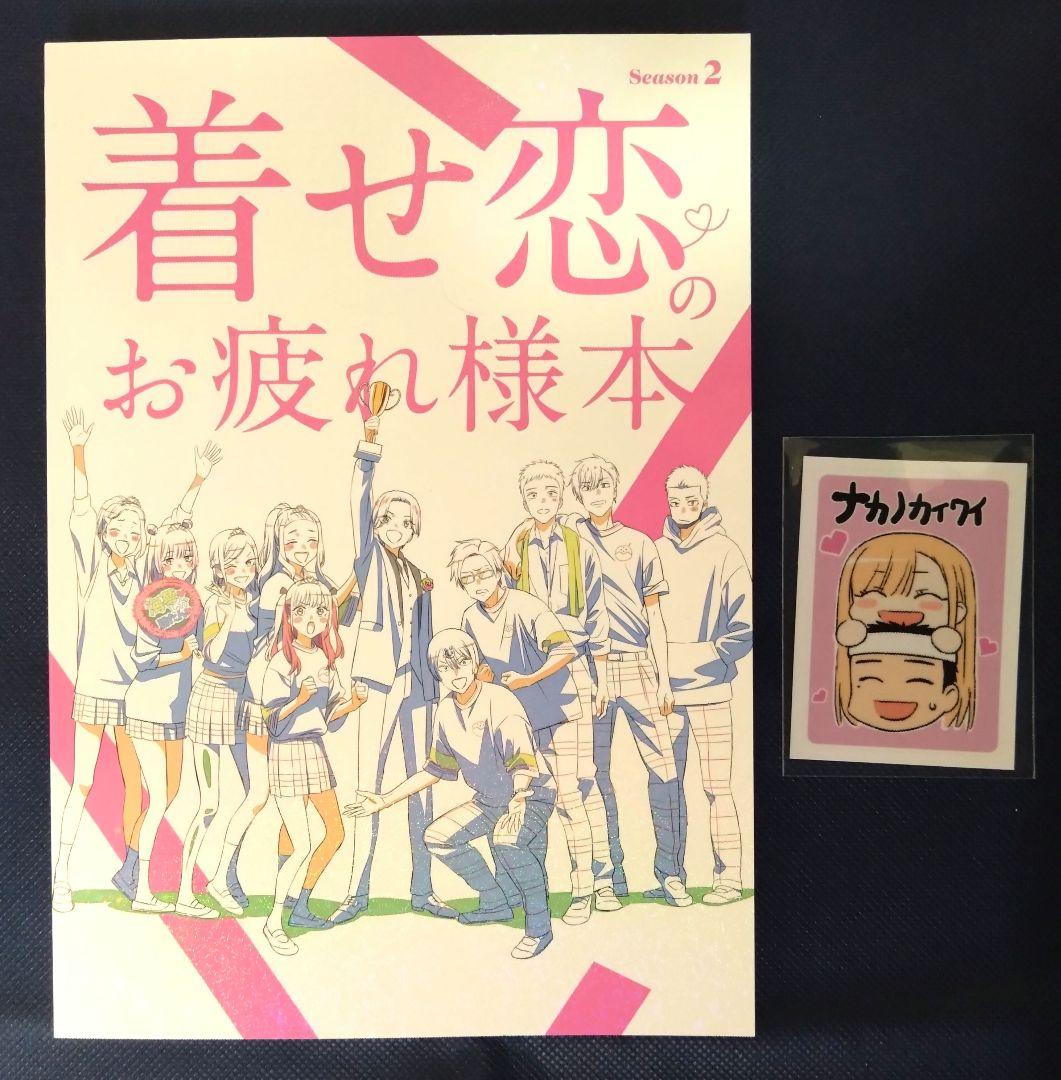 Season 2
着せ恋の
お疲れ様本
ナカノカイワイ